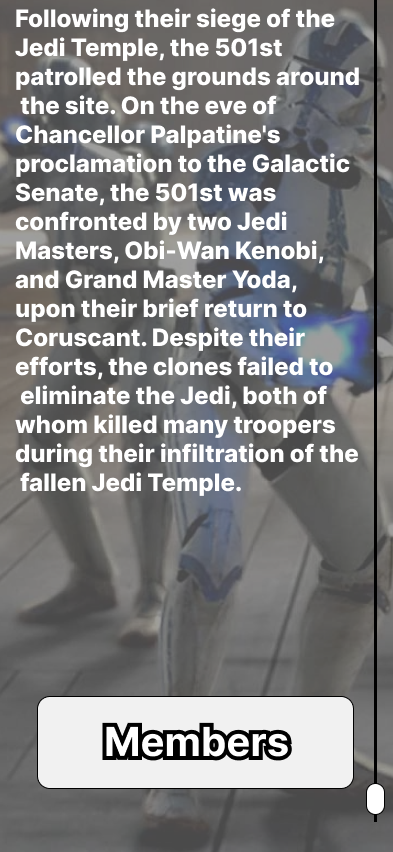 Following their siege of the
Jedi Temple, the 501st
patrolled the grounds around
the site. On the eve of
Chancellor Palpatine's
proclamation to the Galactic
Senate, the 501st was
confronted by two Jedi
Masters, Obi-Wan Kenobi,
and Grand Master Yoda,
upon their brief return to
Coruscant. Despite their
efforts, the clones failed to
eliminate the Jedi, both of
whom killed many troopers
during their infiltration of the
fallen Jedi Temple.
Members